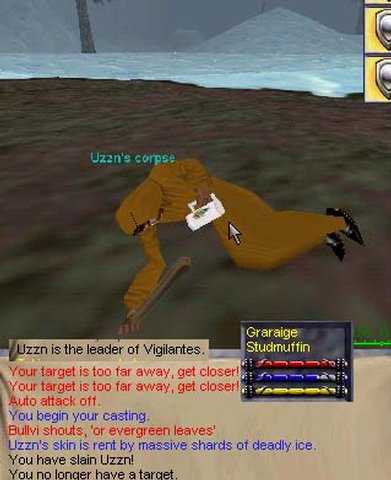 Uzzn's corpse
Graraige
Studmuffin
Uzzn is the leader of Vigilantes.
Your target is too far away, get closer!
Your target is too far away, get closer!
Auto attack off.
You begin your casting.
Bullvi shouts, 'or evergreen leaves'
Uzzn's skin is rent by massive shards of deadly ice.
You have slain Uzzn!
You no longer have a target.